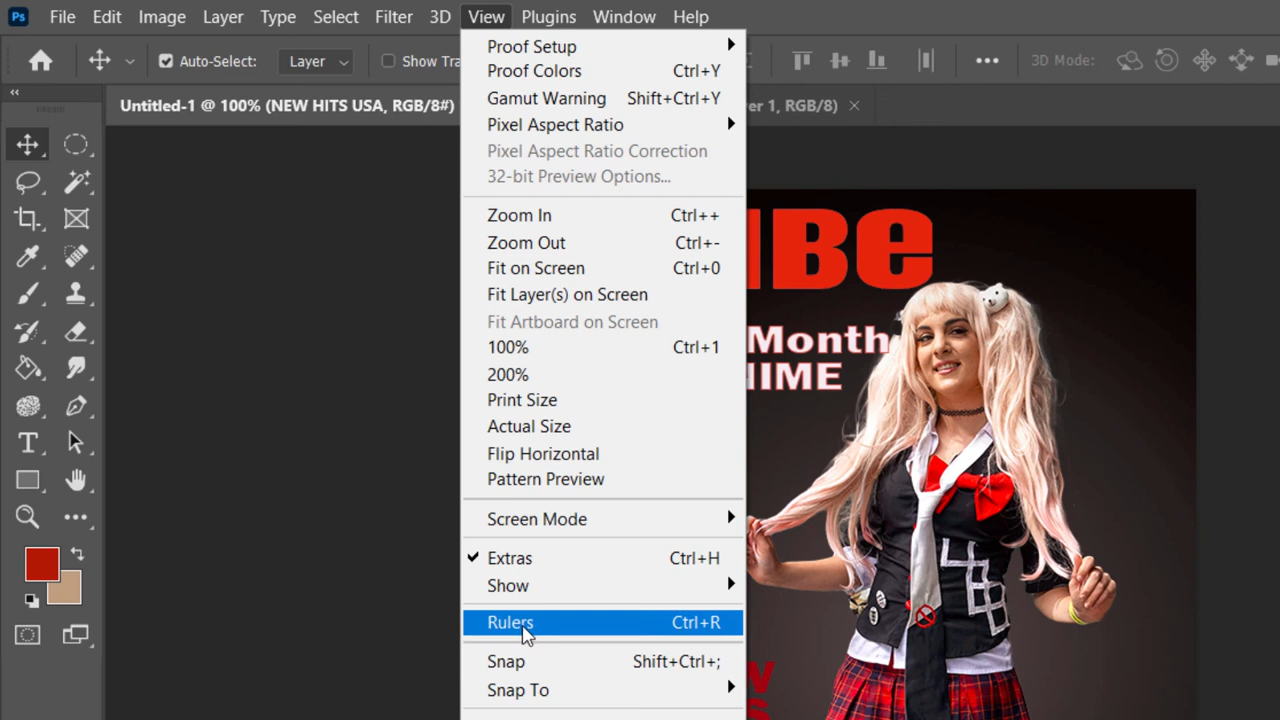 Ps File Edit Image Layer Type Select Filter 3D View Plugins Window Help
Auto-Selecț: Layer Show Tra 3D Mode:
Untitled-1 @ 100% (NEW HITS USA, RGB/8#) er 1, RGB/8)
Proof Setup
Proof Colors Ctrl+Y
Gamut Warning Shift+Ctrl+Y
Pixel Aspect Ratio
Pixel Aspect Ratio Correction
32-bit Preview Options...
Zoom In Ctrl++
Zoom Out Ctrl+-
Fit on Screen Ctrl+0
Fit Layer(s) on Screen
Fit Artboard on Screen
100% Ctrl+1
200%
Print Size
Actual Size
Flip Horizontal
Pattern Preview
Screen Mode
Extras Ctrl+H
Show
Rulers Ctrl+R
Snap Shift+Ctrl+;
Snap To
Be
Month
IME